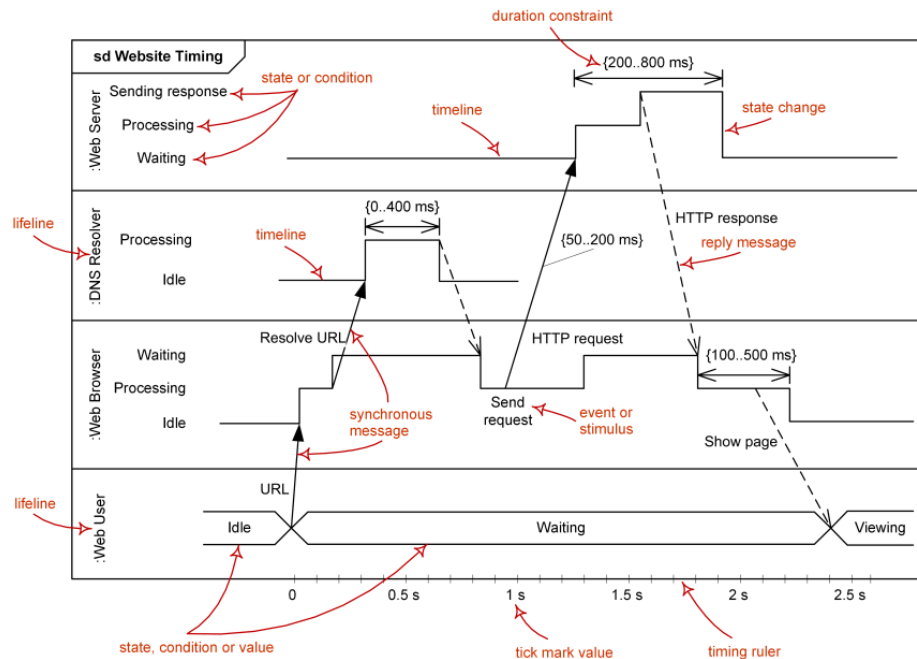 duration constraint
sd Website Timing
{200..800 ms}
state or condition
Sending response
Processing
Waiting
:Web Server
timeline
state change
lifeline
:DNS Resolver
{0..400 ms}
timeline
Processing
Idle
{50..200 ms}
HTTP response
reply message
:Web Browser
Resolve URL
HTTP request
Waiting
Processing
Idle
{100..500 ms}
synchronous
message
Send
request
event or
stimulus
Show page
lifeline
:Web User
URL
Idle
Waiting
Viewing
0
0.5 s
1 s
1.5 s
2 s
2.5 s
state, condition or value
tick mark value
timing ruler